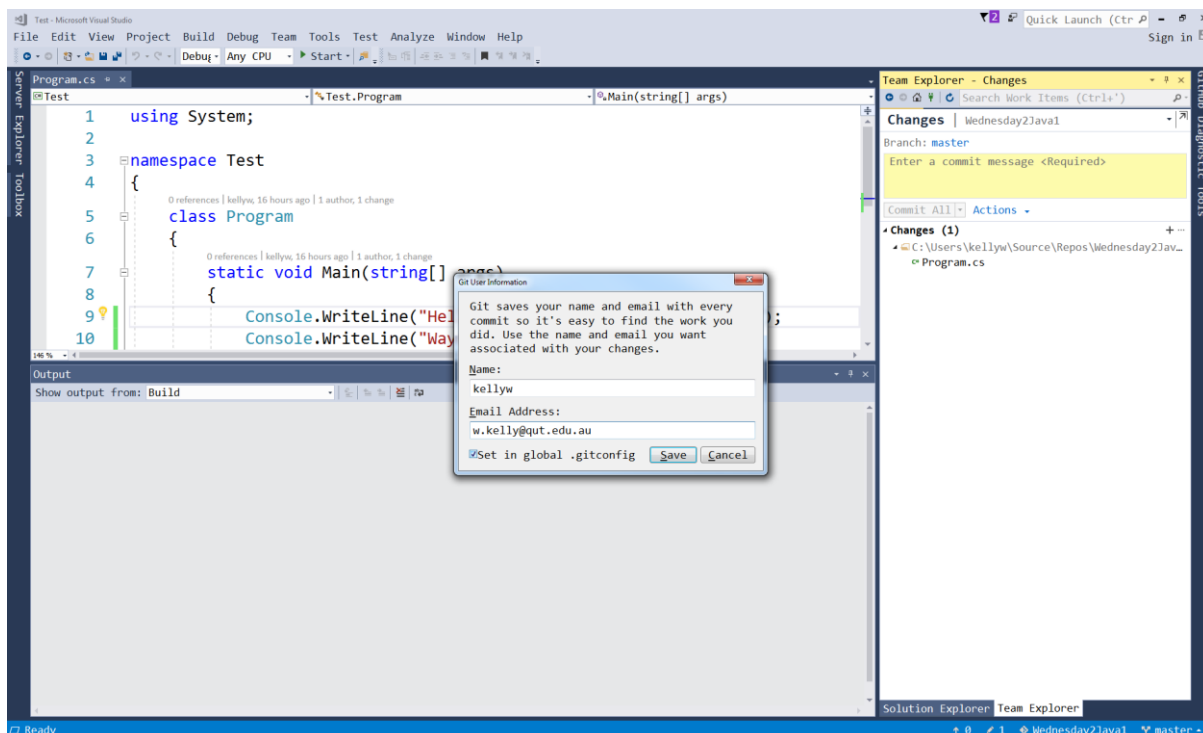 Test - Microsoft Visual Studio
2
Quick Launch (Ctr
File Edit View Project Build Debug Team Tools Test Analyze Window Help
Sign in
Debug Any CPU Start
Server Explorer Toolbox
Program.cs
Test
Test.Program
Main(string[] args)
1 using System;
2
3 namespace Test
4 {
0 references | kellyw, 16 hours ago | 1 author, 1 change
5 class Program
6 {
0 references | kellyw, 16 hours ago | 1 author, 1 change
7 static void Main(string[] args)
8 {
9 Console.WriteLine("Hel
);
10 Console.WriteLine("Way
146 %
Output
Show output from: Build
Git User Information
Git saves your name and email with every
commit so it's easy to find the work you
did. Use the name and email you want
associated with your changes.
Name:
kellyw
Email Address:
w.kelly@qut.edu.au
Set in global .gitconfig Save Cancel
Team Explorer - Changes
Search Work Items (Ctrl+')
Changes | Wednesday2Java1
Branch: master
Enter a commit message <Required>
Commit All Actions
Changes (1)
C:\Users\kellyw\Source\Repos\Wednesday2Jav…
Program.cs
GitHub Diagnostic Tools
Solution Explorer Team Explorer
Ready
0 1 Wednesday2Java1 master